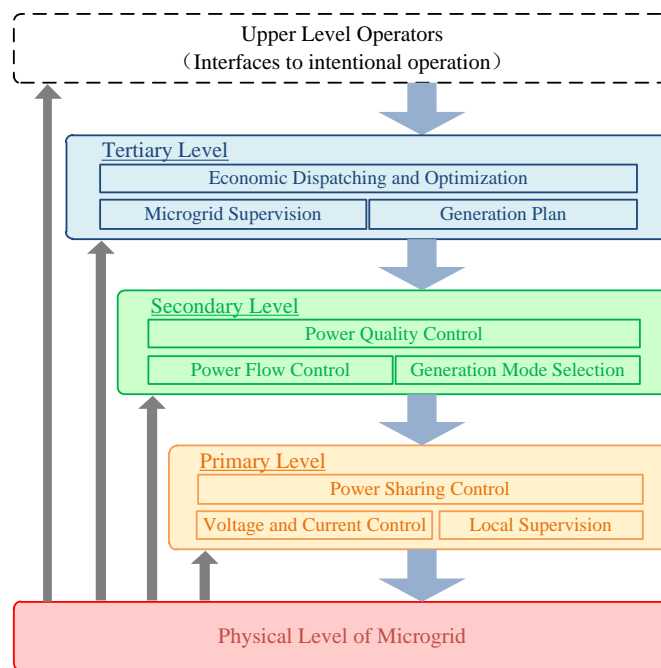 Upper Level Operators
（Interfaces to intentional operation）
Tertiary Level
Economic Dispatching and Optimization
Microgrid Supervision
Generation Plan
Secondary Level
Power Quality Control
Power Flow Control
Generation Mode Selection
Primary Level
Power Sharing Control
Voltage and Current Control
Local Supervision
Physical Level of Microgrid